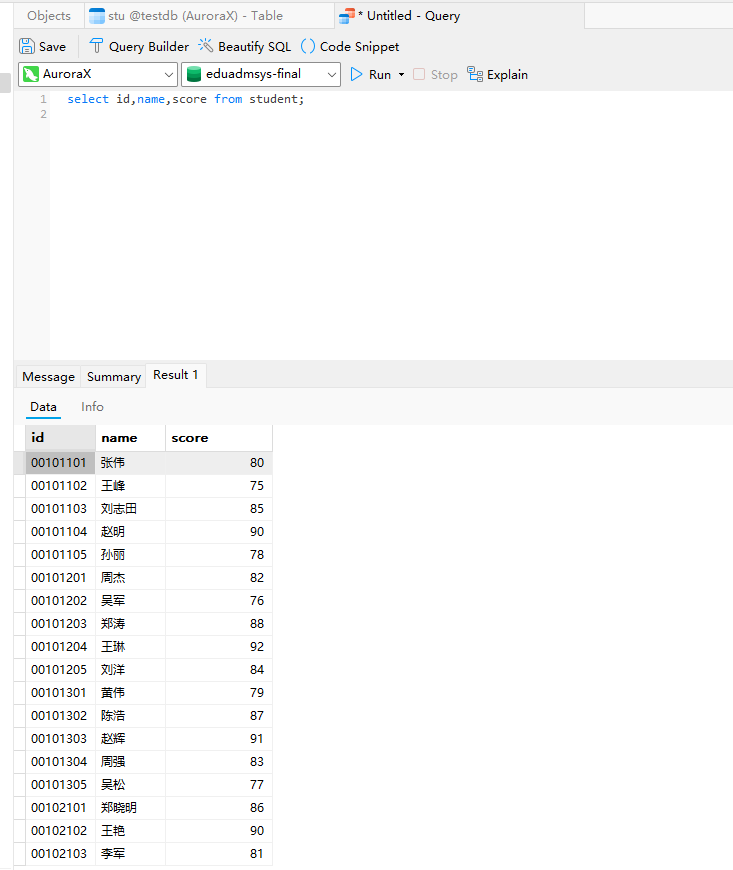 Objects stu @testdb (AuroraX) - Table * Untitled - Query
Save Query Builder Beautify SQL () Code Snippet
AuroraX eduadmsys-final Run Stop Explain
1 select id,name,score from student;
2
Message Summary Result 1
Data Info
id name score
00101101 张伟 80
00101102 王峰 75
00101103 刘志田 85
00101104 赵明 90
00101105 孙丽 78
00101201 周杰 82
00101202 吴军 76
00101203 郑涛 88
00101204 王琳 92
00101205 刘洋 84
00101301 黄伟 79
00101302 陈浩 87
00101303 赵辉 91
00101304 周强 83
00101305 吴松 77
00102101 郑晓明 86
00102102 王艳 90
00102103 李军 81